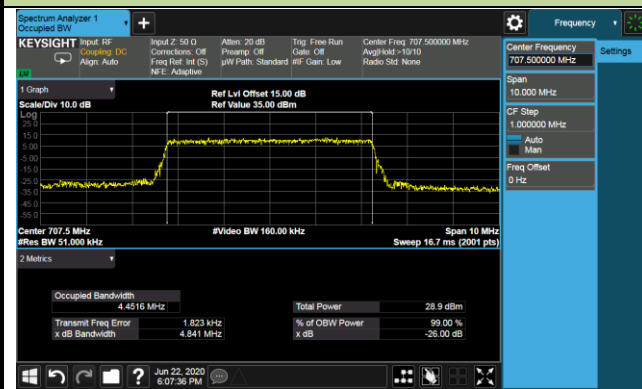 Spectrum Analyzer 1
Occupied BW
+
Frequency
KEYSIGHT
Input: RF
Coupling: DC
Align: Auto
Input Z: 50 Ω
Corrections: Off
Freq Ref: Int (S)
NFE: Adaptive
Atten: 20 dB
Preamp: Off
µW Path: Standard
Trig: Free Run
Gate: Off
#IF Gain: Low
Center Freq: 707.500000 MHz
Avg|Hold:>10/10
Radio Std: None
Center Frequency
707.500000 MHz
Settings
Span
10.000 MHz
CF Step
1.000000 MHz
Auto
Man
Freq Offset
0 Hz
1 Graph
Scale/Div 10.0 dB
Ref Lvl Offset 15.00 dB
Ref Value 35.00 dBm
Log
25.0
15.0
5.00
-5.00
-15.0
-25.0
-35.0
-45.0
-55.0
Center 707.5 MHz
#Res BW 51.000 kHz
#Video BW 160.00 kHz
Span 10 MHz
Sweep 16.7 ms (2001 pts)
2 Metrics
Occupied Bandwidth
4.4516 MHz
Total Power 28.9 dBm
Transmit Freq Error 1.823 kHz
% of OBW Power 99.00 %
x dB Bandwidth 4.841 MHz
x dB -26.00 dB
?
Jun 22, 2020
6:07:36 PM